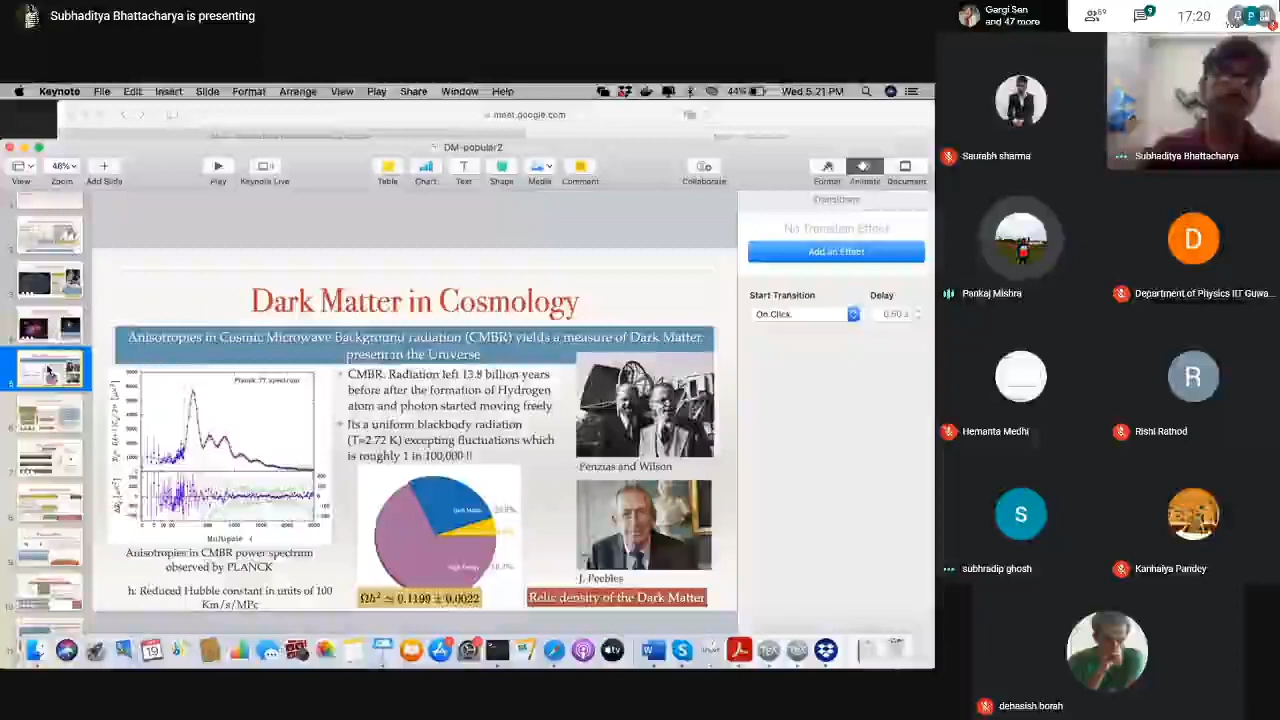 Subhaditya Bhattacharya is presenting
Gargi Sen
and 47 more
59
9
17:20
You
Keynote File Edit Insert Slide Format Arrange View Play Share Window Help
44% Wed 5:21 PM
meet.google.com
DM-popular2
46%
View Zoom Add Slide
Play Keynote Live
Table Chart Text Shape Media Comment
Collaborate
Format Animate Document
Transitions
No Transition Effect
Add an Effect
Start Transition Delay
On Click 0.50 s
Dark Matter in Cosmology
Anisotropies in Cosmic Microwave Background radiation (CMBR) yields a measure of Dark Matter
present in the Universe
Planck TT spectrum
Multipole ℓ
CMBR: Radiation left 13.8 billion years
before after the formation of Hydrogen
atom and photon started moving freely
Its a uniform blackbody radiation
(T=2.72 K) excepting fluctuations which
is roughly 1 in 100,000 !!
Penzias and Wilson
Dark Matter
J. Peebles
Anisotropies in CMBR power spectrum
observed by PLANCK
h: Reduced Hubble constant in units of 100
Km/s/MPc
Ωh² ≃ 0.1199 ± 0.0022
Relic density of the Dark Matter
Saurabh sharma
Subhaditya Bhattacharya
Pankaj Mishra
D
Department of Physics IIT Guwa...
Hemanta Medhi
R
Rishi Rathod
S
subhradip ghosh
Kanhaiya Pandey
debasish borah